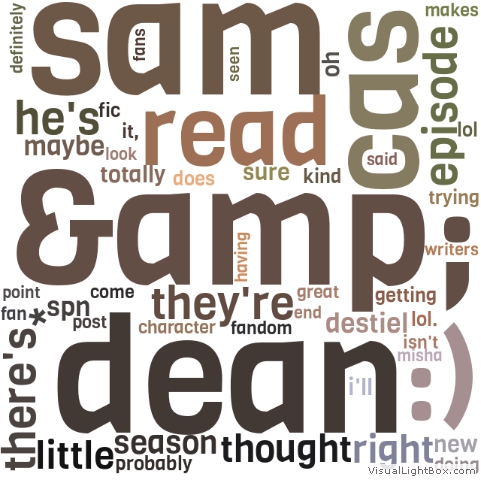 definitely
sam
fans
seen
oh
cas
makes
episode
lol
he's
fic
it,
read
said
maybe
look
totally
does
sure
kind
trying
&amp;
having
writers
point
come
they're
great
end
getting
fan
*
spn
post
character
fandom
destiel
lol.
isn't
misha
there's
dean
i'll
:)
little
season
probably
thought
right
new
doing
VisualLightBox.com